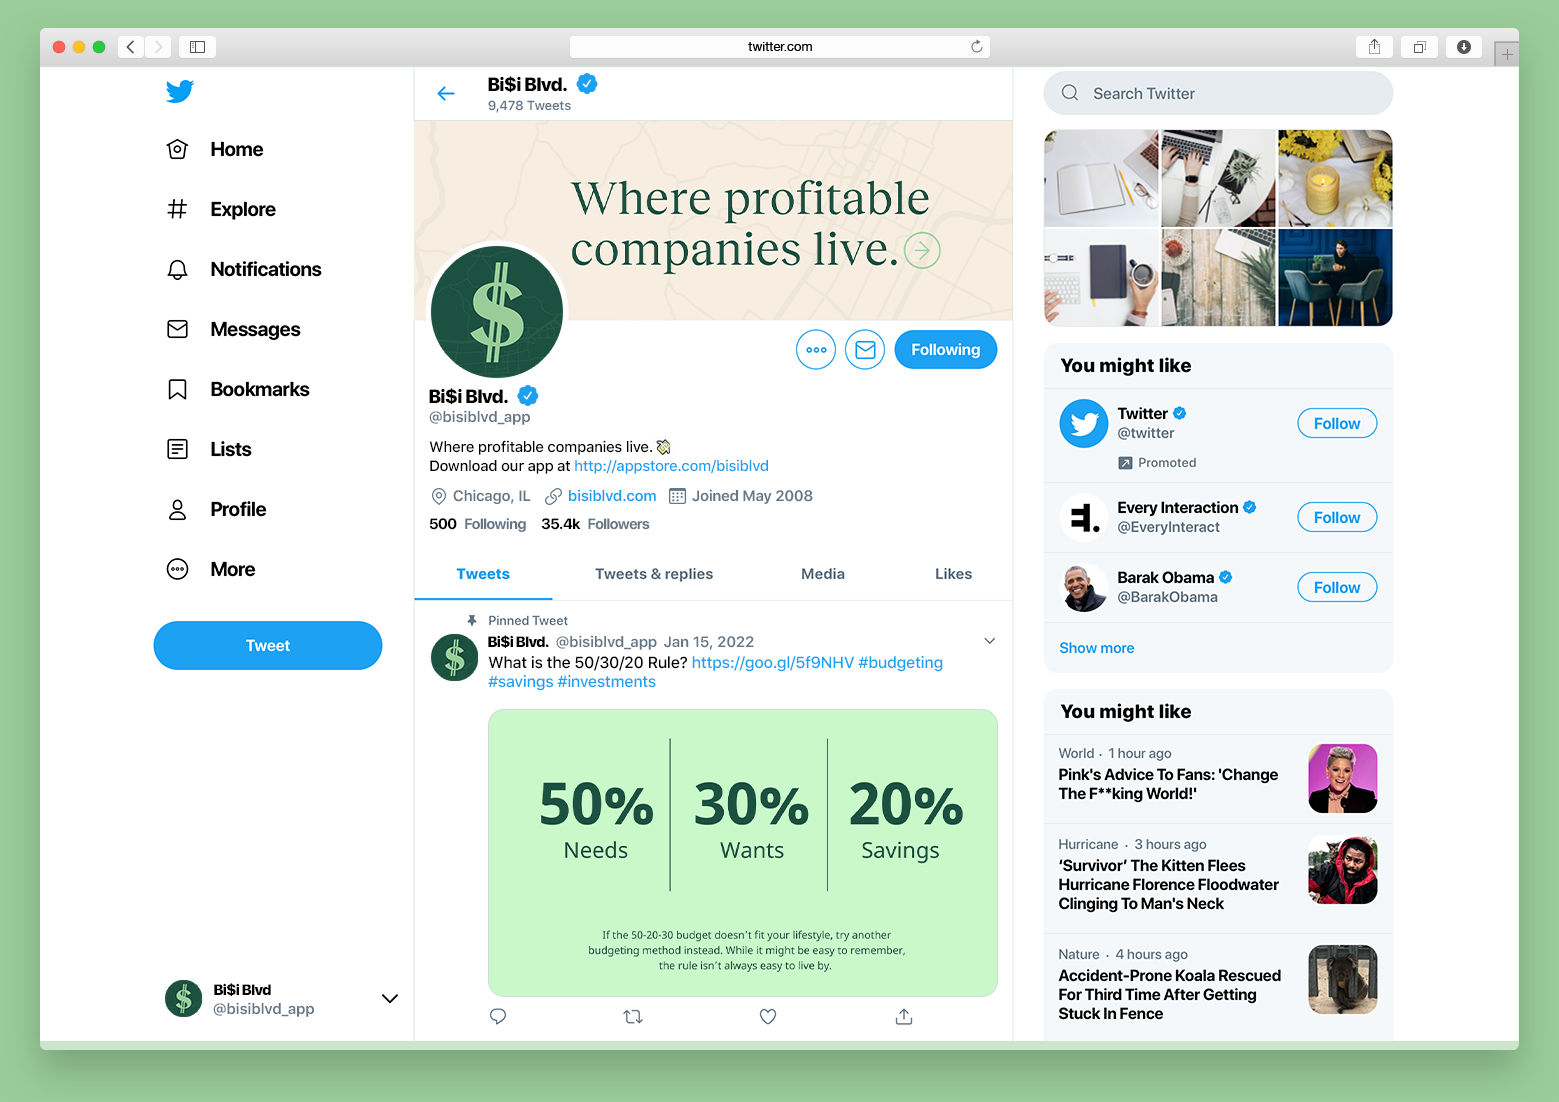 twitter.com
Home
Explore
Notifications
Messages
Bookmarks
Lists
Profile
More
Tweet
Bi$i Blvd
@bisiblvd_app
Bi$i Blvd.
9,478 Tweets
Where profitable
companies live.
Following
Bi$i Blvd.
@bisiblvd_app
Where profitable companies live.
Download our app at http://appstore.com/bisiblvd
Chicago, IL bisiblvd.com Joined May 2008
500 Following 35.4k Followers
Tweets Tweets & replies Media Likes
Pinned Tweet
Bi$i Blvd. @bisiblvd_app Jan 15, 2022
What is the 50/30/20 Rule? https://goo.gl/5f9NHV #budgeting
#savings #investments
50% 30% 20%
Needs Wants Savings
If the 50-20-30 budget doesn't fit your lifestyle, try another
budgeting method instead. While it might be easy to remember,
the rule isn't always easy to live by.
Search Twitter
You might like
Twitter
@twitter
Follow
Promoted
Every Interaction
@EveryInteract
Follow
Barak Obama
@BarakObama
Follow
Show more
You might like
World · 1 hour ago
Pink's Advice To Fans: 'Change
The F**king World!'
Hurricane · 3 hours ago
‘Survivor’ The Kitten Flees
Hurricane Florence Floodwater
Clinging To Man's Neck
Nature · 4 hours ago
Accident-Prone Koala Rescued
For Third Time After Getting
Stuck In Fence